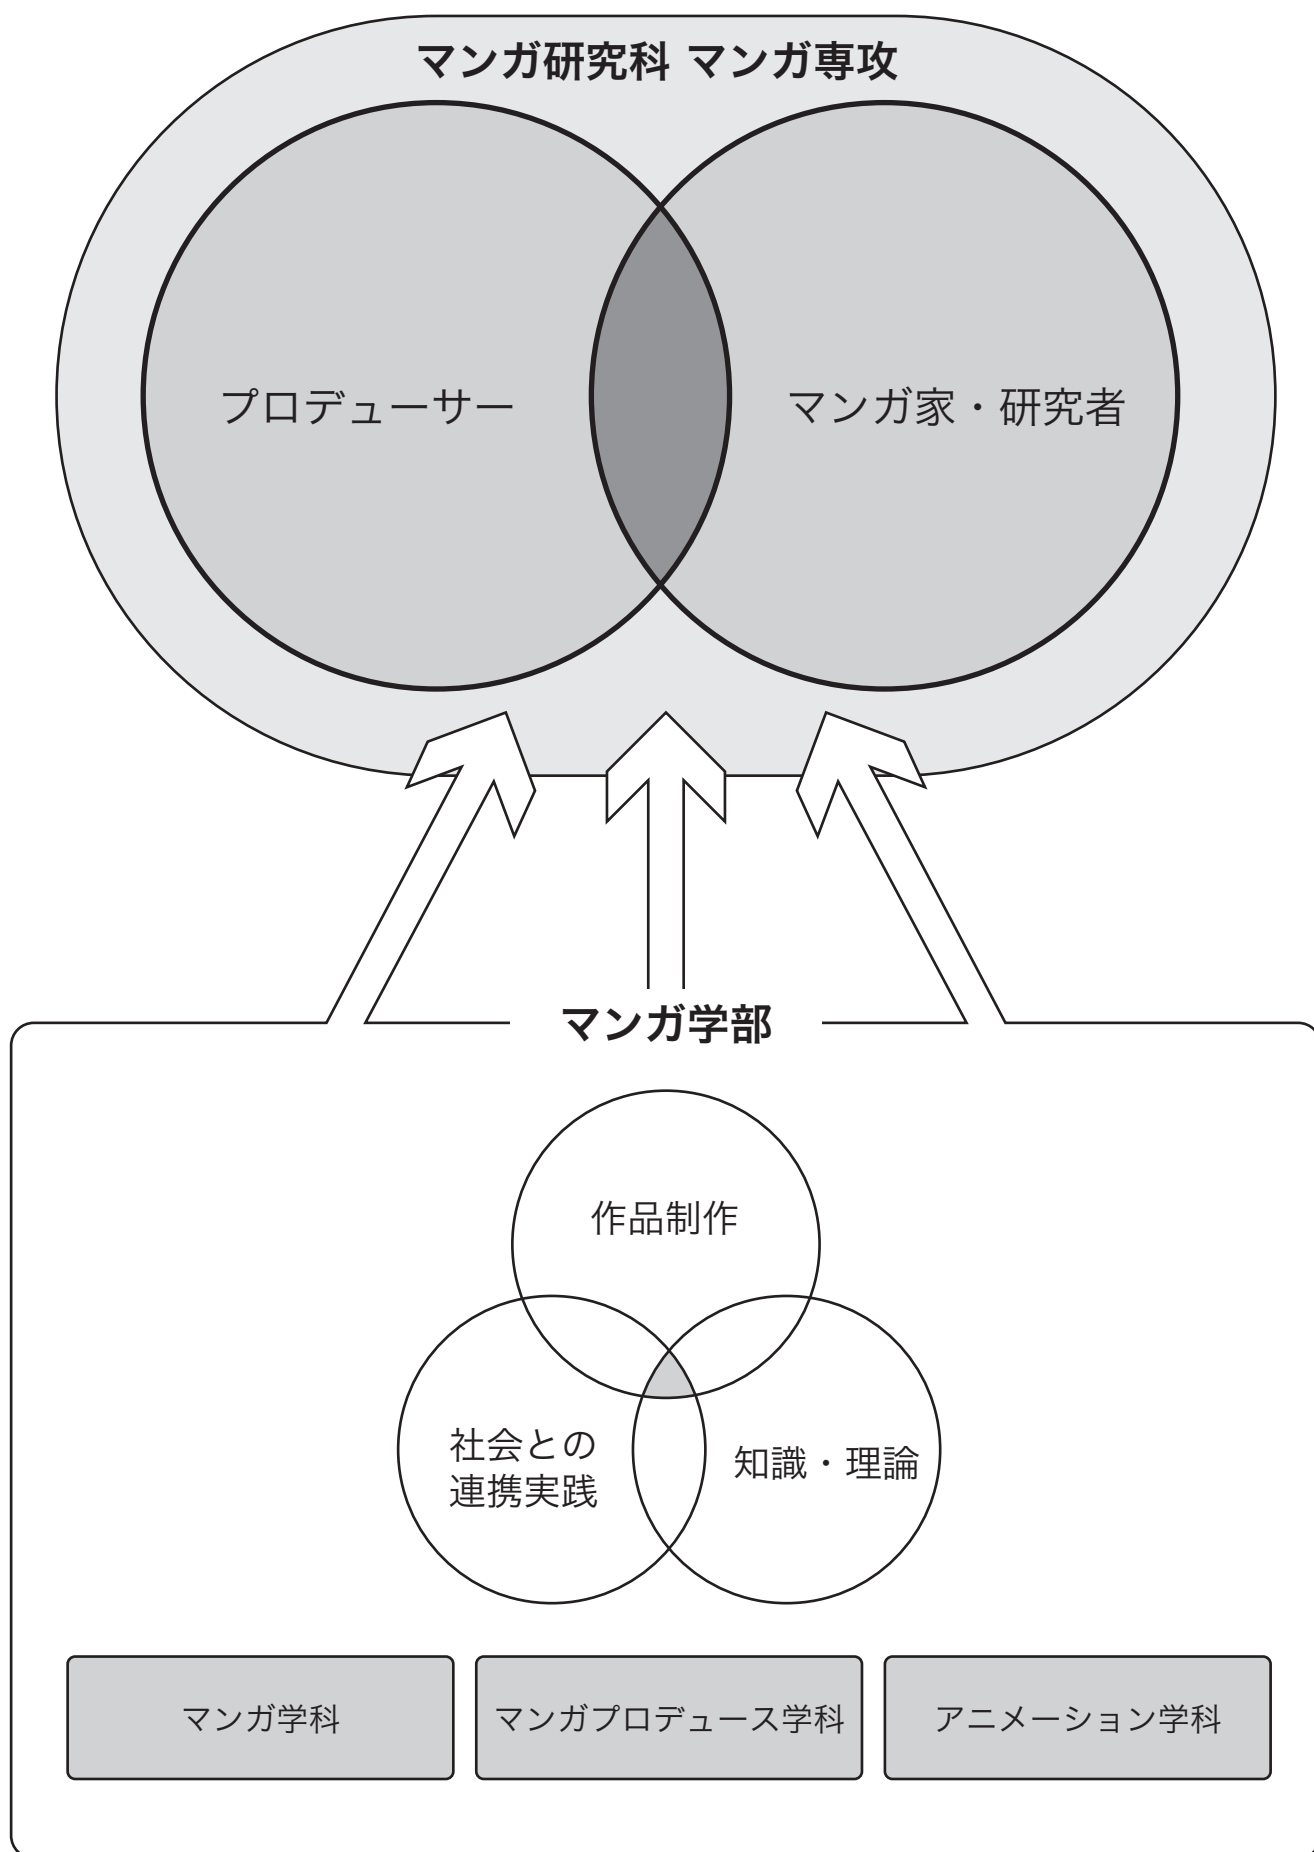 マンガ研究科 マンガ専攻
プロデューサー
マンガ家・研究者
マンガ学部
作品制作
社会との
連携実践
知識・理論
マンガ学科
マンガプロデュース学科
アニメーション学科